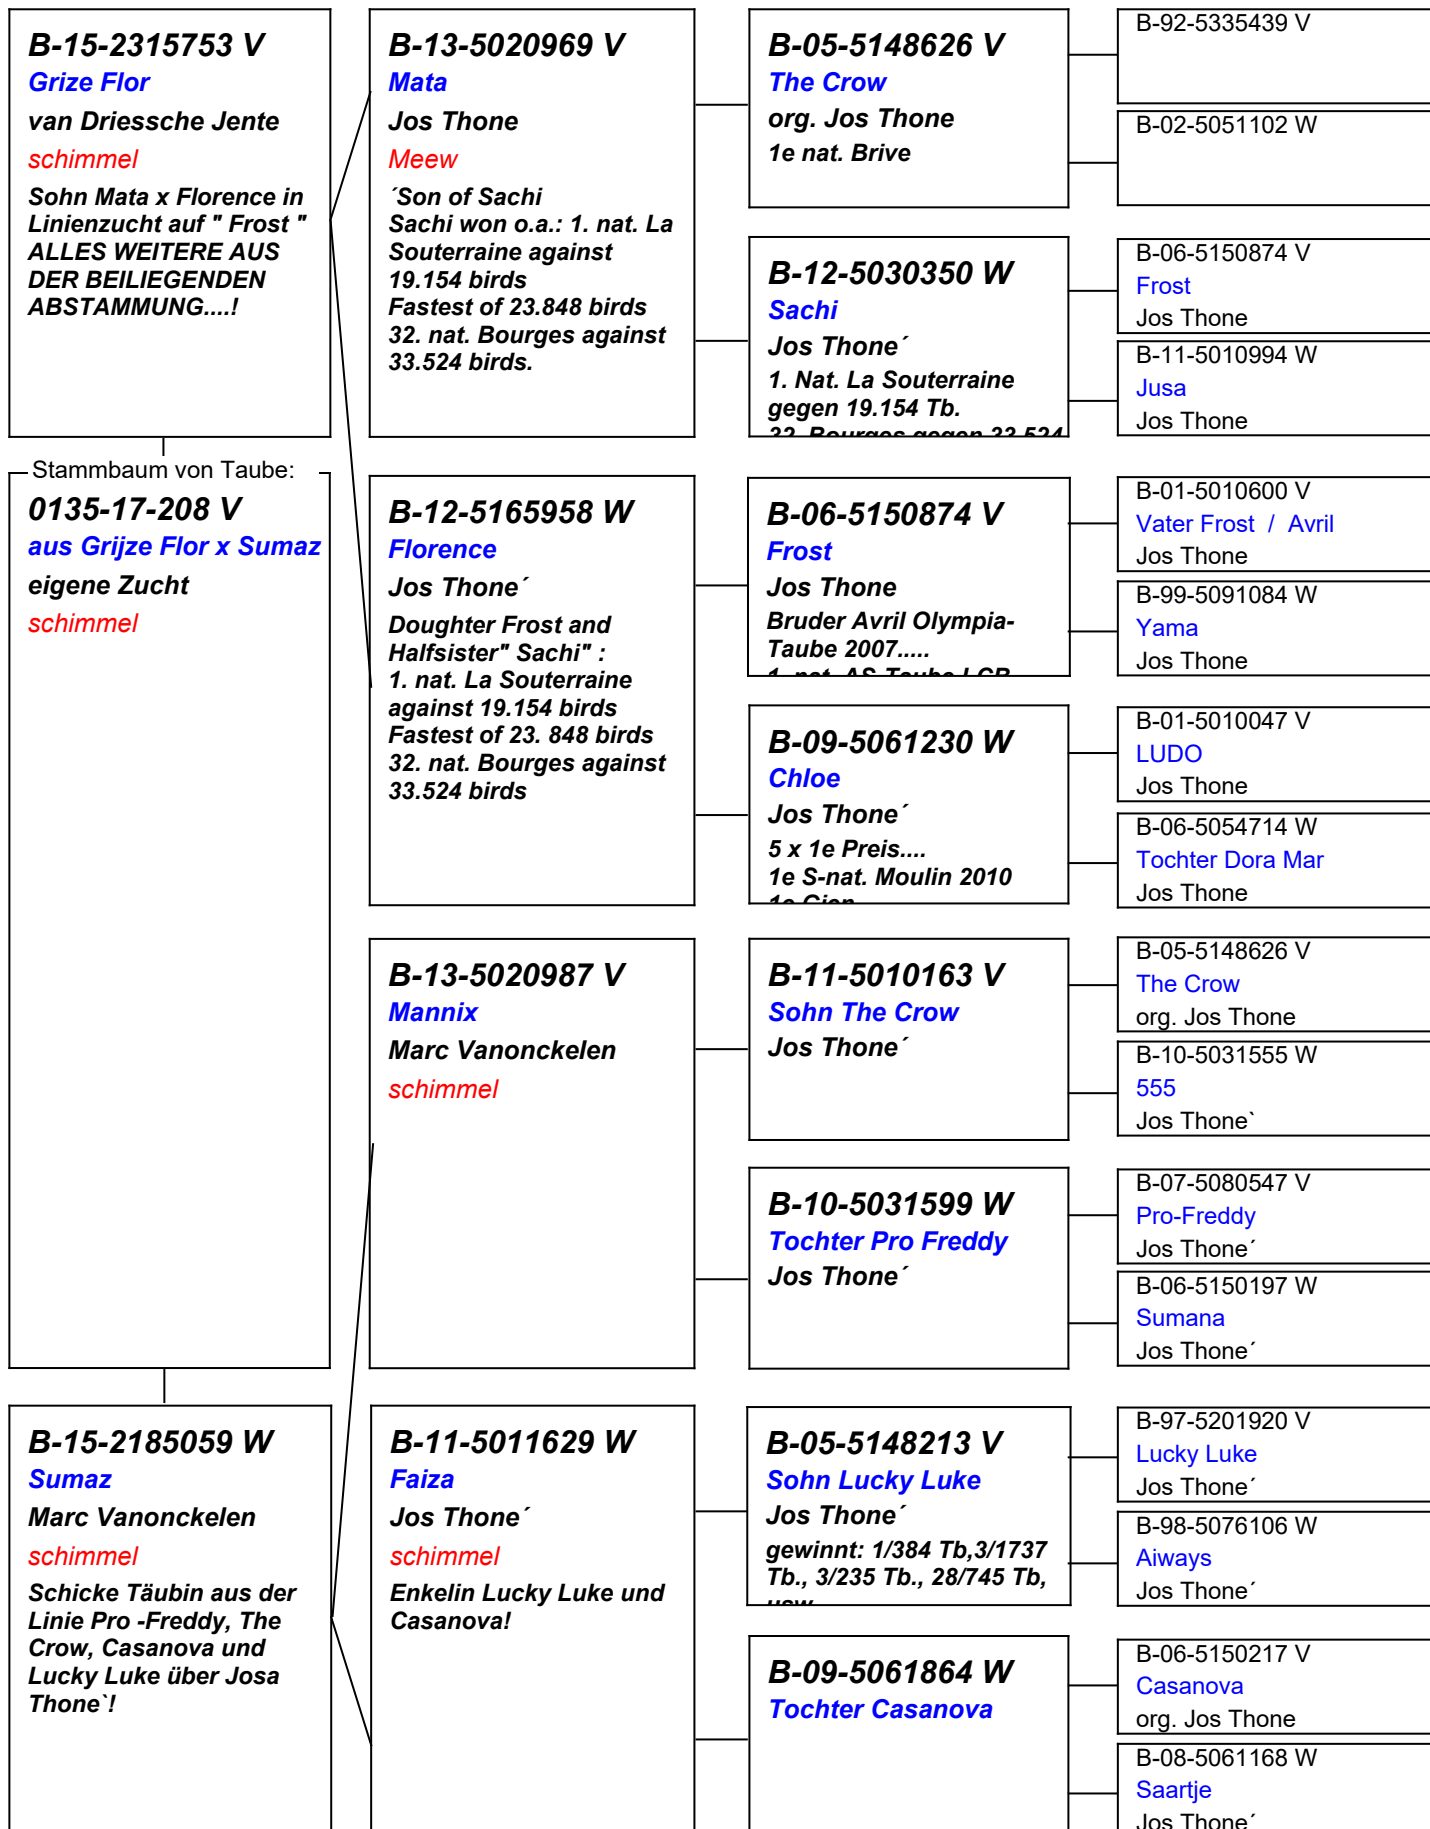 B-15-2315753 V
Grize Flor
van Driessche Jente
schimmel
Sohn Mata x Florence in
Linienzucht auf " Frost "
ALLES WEITERE AUS
DER BEILIEGENDEN
ABSTAMMUNG....!
Stammbaum von Taube:
0135-17-208 V
aus Grijze Flor x Sumaz
eigene Zucht
schimmel
B-15-2185059 W
Sumaz
Marc Vanonckelen
schimmel
Schicke Täubin aus der
Linie Pro -Freddy, The
Crow, Casanova und
Lucky Luke über Josa
Thone`!
B-13-5020969 V
Mata
Jos Thone
Meew
´Son of Sachi
Sachi won o.a.: 1. nat. La
Souterraine against
19.154 birds
Fastest of 23.848 birds
32. nat. Bourges against
33.524 birds.
B-12-5165958 W
Florence
Jos Thone´
Doughter Frost and
Halfsister" Sachi" :
1. nat. La Souterraine
against 19.154 birds
Fastest of 23. 848 birds
32. nat. Bourges against
33.524 birds
B-13-5020987 V
Mannix
Marc Vanonckelen
schimmel
B-11-5011629 W
Faiza
Jos Thone´
schimmel
Enkelin Lucky Luke und
Casanova!
B-05-5148626 V
The Crow
org. Jos Thone
1e nat. Brive
B-12-5030350 W
Sachi
Jos Thone´
1. Nat. La Souterraine
gegen 19.154 Tb.
32. Bourges gegen 33.524
B-06-5150874 V
Frost
Jos Thone
Bruder Avril Olympia-
Taube 2007.....
1. nat. AS-Taube LCB
B-09-5061230 W
Chloe
Jos Thone´
5 x 1e Preis....
1e S-nat. Moulin 2010
1e Gien
B-11-5010163 V
Sohn The Crow
Jos Thone´
B-10-5031599 W
Tochter Pro Freddy
Jos Thone´
B-05-5148213 V
Sohn Lucky Luke
Jos Thone´
gewinnt: 1/384 Tb,3/1737
Tb., 3/235 Tb., 28/745 Tb,
usw
B-09-5061864 W
Tochter Casanova
B-92-5335439 V
B-02-5051102 W
B-06-5150874 V
Frost
Jos Thone
B-11-5010994 W
Jusa
Jos Thone
B-01-5010600 V
Vater Frost / Avril
Jos Thone
B-99-5091084 W
Yama
Jos Thone
B-01-5010047 V
LUDO
Jos Thone
B-06-5054714 W
Tochter Dora Mar
Jos Thone
B-05-5148626 V
The Crow
org. Jos Thone
B-10-5031555 W
555
Jos Thone`
B-07-5080547 V
Pro-Freddy
Jos Thone´
B-06-5150197 W
Sumana
Jos Thone´
B-97-5201920 V
Lucky Luke
Jos Thone´
B-98-5076106 W
Aiways
Jos Thone´
B-06-5150217 V
Casanova
org. Jos Thone
B-08-5061168 W
Saartje
Jos Thone´